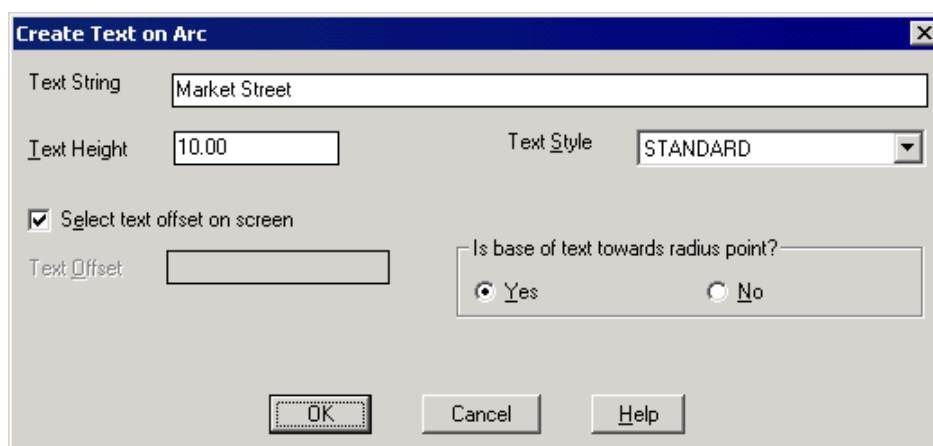 Create Text on Arc
Text String Market Street
Text Height 10.00 Text Style STANDARD
Select text offset on screen
Is base of text towards radius point?
Text Offset
Yes No
OK Cancel Help